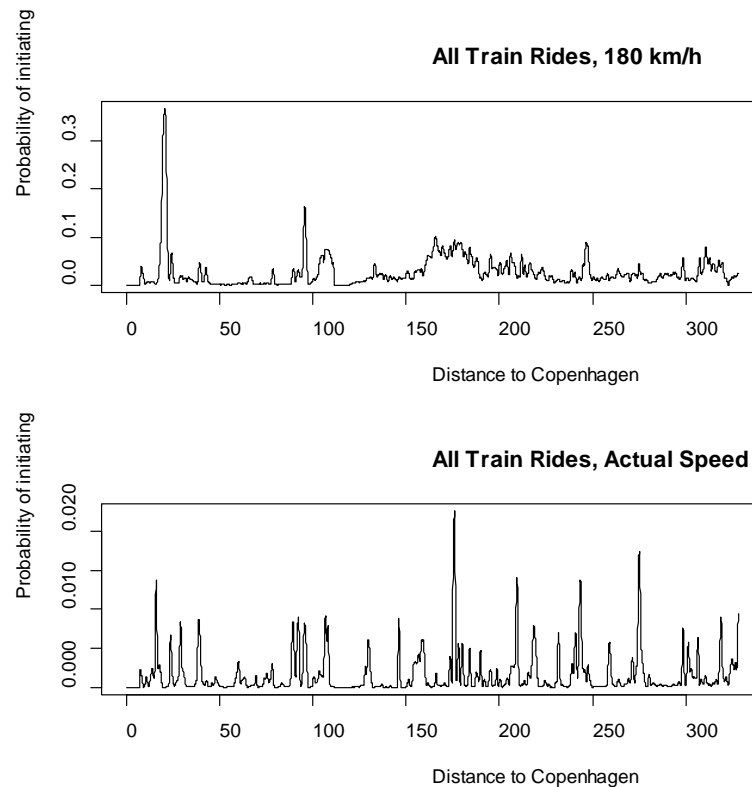 All Train Rides, 180 km/h
Probability of initiating
0.3
0.2
0.1
0.0
0 50 100 150 200 250 300
Distance to Copenhagen
All Train Rides, Actual Speed
Probability of initiating
0.020
0.010
0.000
0 50 100 150 200 250 300
Distance to Copenhagen